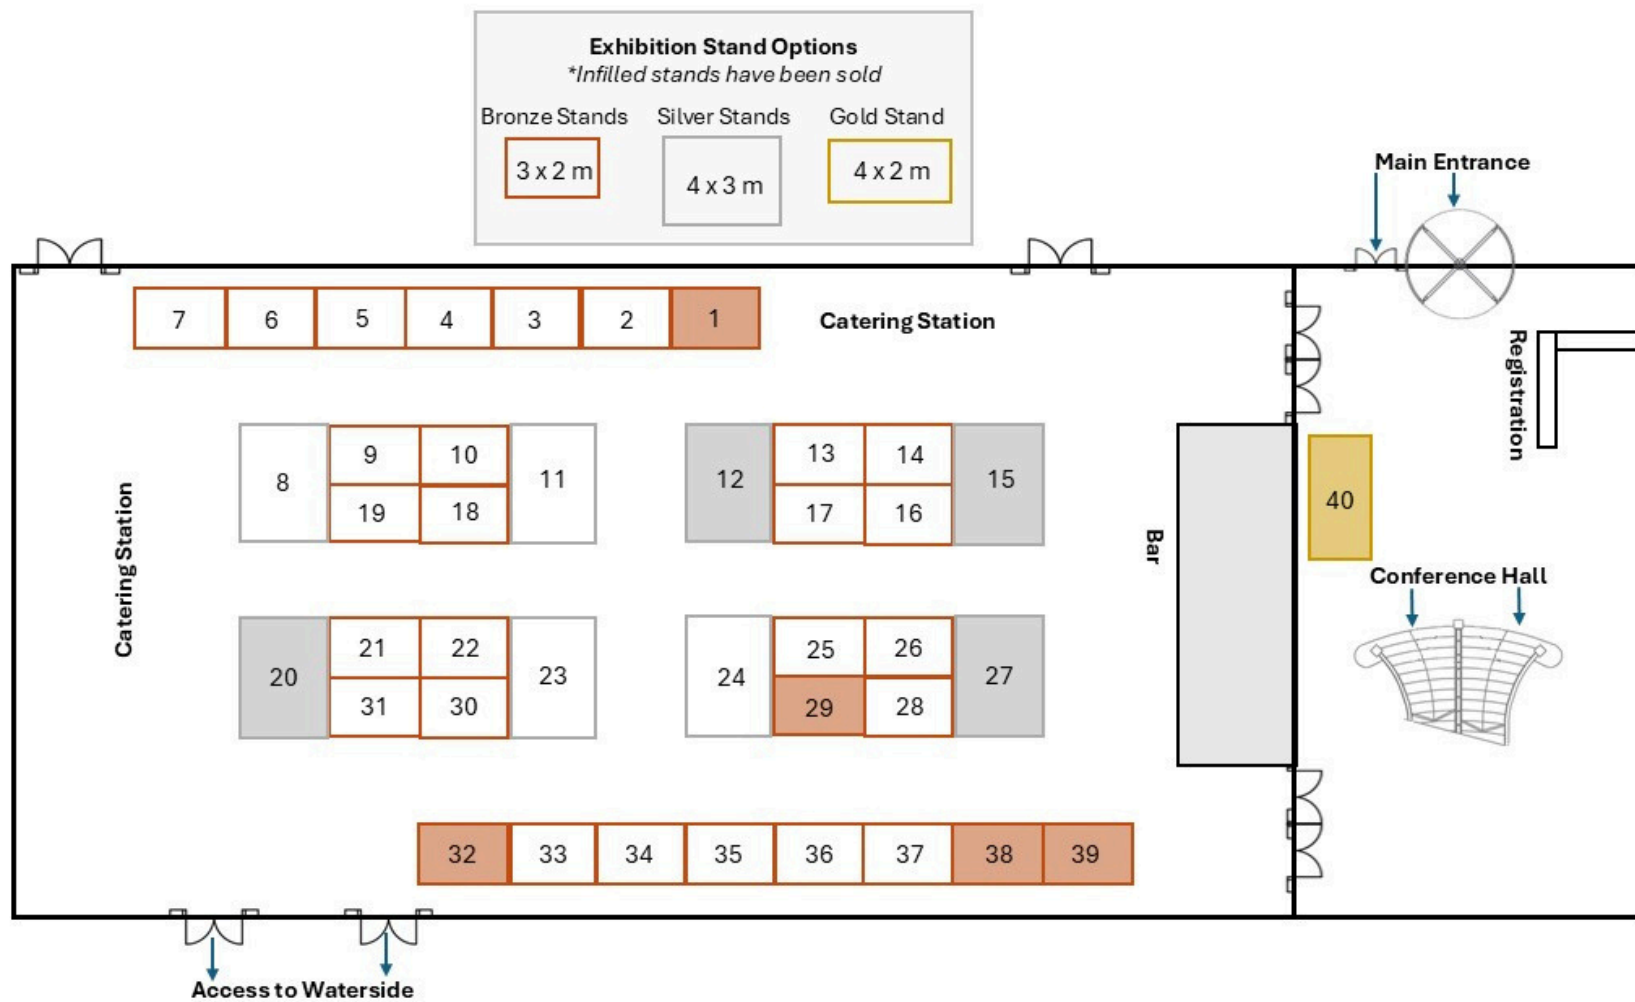 Exhibition Stand Options
*Infilled stands have been sold
Bronze Stands Silver Stands Gold Stand
3 x 2 m 4 x 3 m 4 x 2 m
Main Entrance
7 6 5 4 3 2 1
Catering Station
Registration
8 9 10 11 12 13 14 15
19 18 17 16
40
Catering Station
Bar
Conference Hall
20 21 22 23 24 25 26 27
31 30 29 28
32 33 34 35 36 37 38 39
Access to Waterside